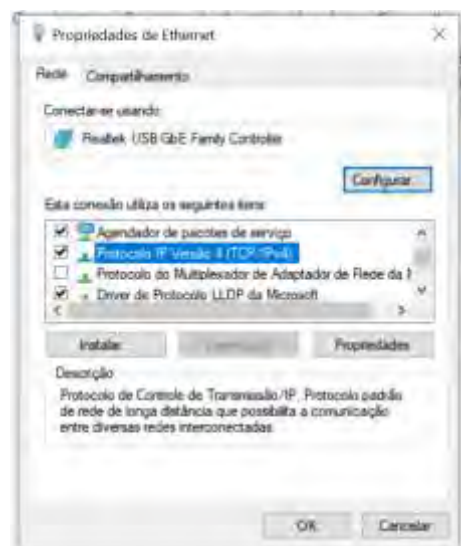 Propriedades de Ethernet
Rede Compartilhamento
Conectar-se usando:
Realtek USB GbE Family Controller
Configurar...
Esta conexão utiliza os seguintes itens:
Agendador de pacotes de serviço
Protocolo IP Versão 4 (TCP/IPv4)
Protocolo do Multiplexador de Adaptador de Rede da
Driver de Protocolo LLDP da Microsoft
Instalar... Propriedades
Descrição
Protocolo de Controle de Transmissão/IP. Protocolo padrão
de rede de longa distância que possibilita a comunicação
entre diversas redes interconectadas.
OK Cancelar